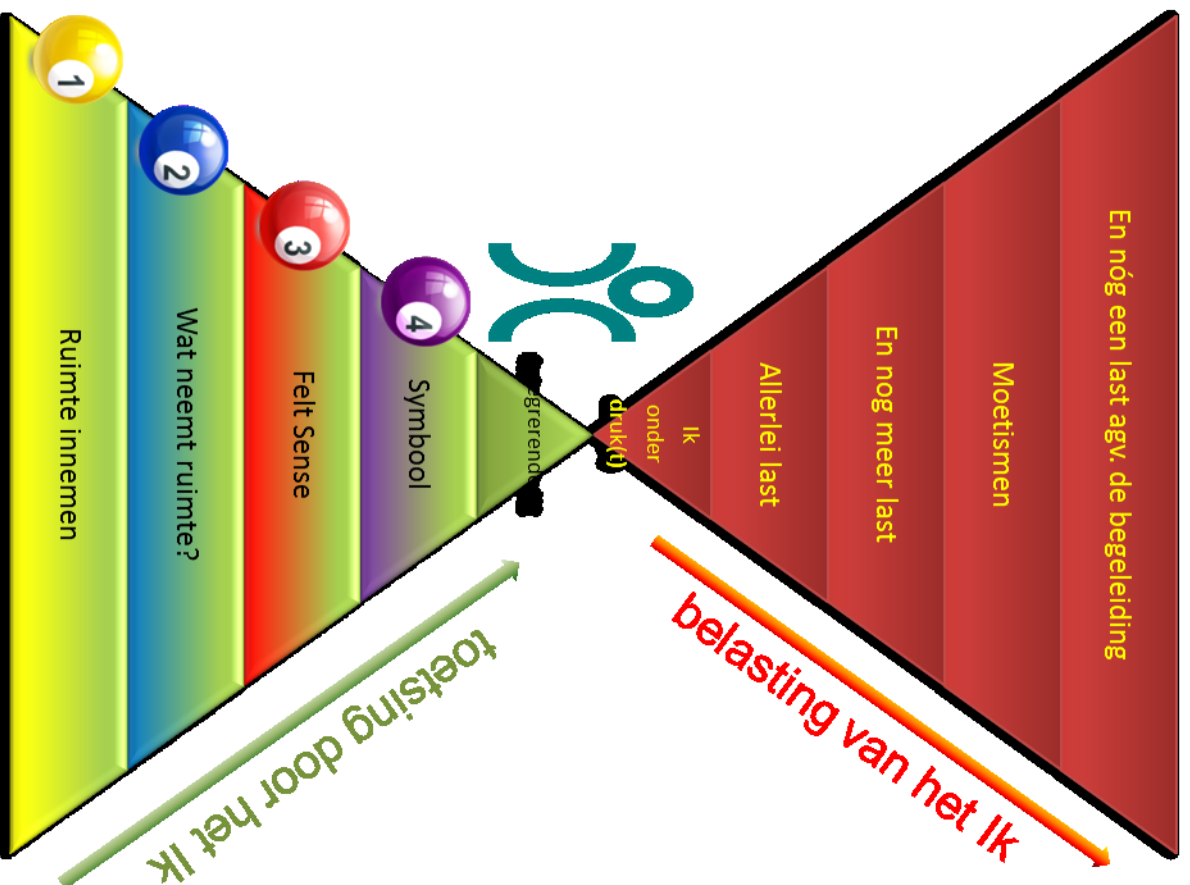 En nóg een last agv. de begeleiding
Moetismen
En nog meer last
Allerlei last
Ik
onder
druk(t)
belasting van het Ik
4
Symbool
3
Felt Sense
2
Wat neemt ruimte?
1
Ruimte innemen
toetsing door het Ik